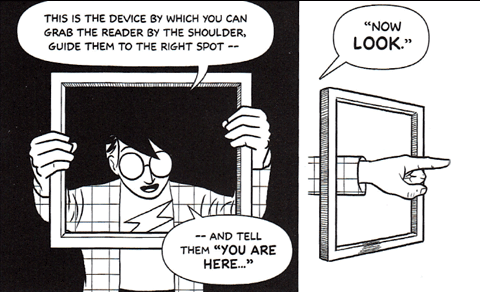 THIS IS THE DEVICE BY WHICH YOU CAN
GRAB THE READER BY THE SHOULDER,
GUIDE THEM TO THE RIGHT SPOT --
-- AND TELL
THEM "YOU ARE
HERE..."
"NOW
LOOK."